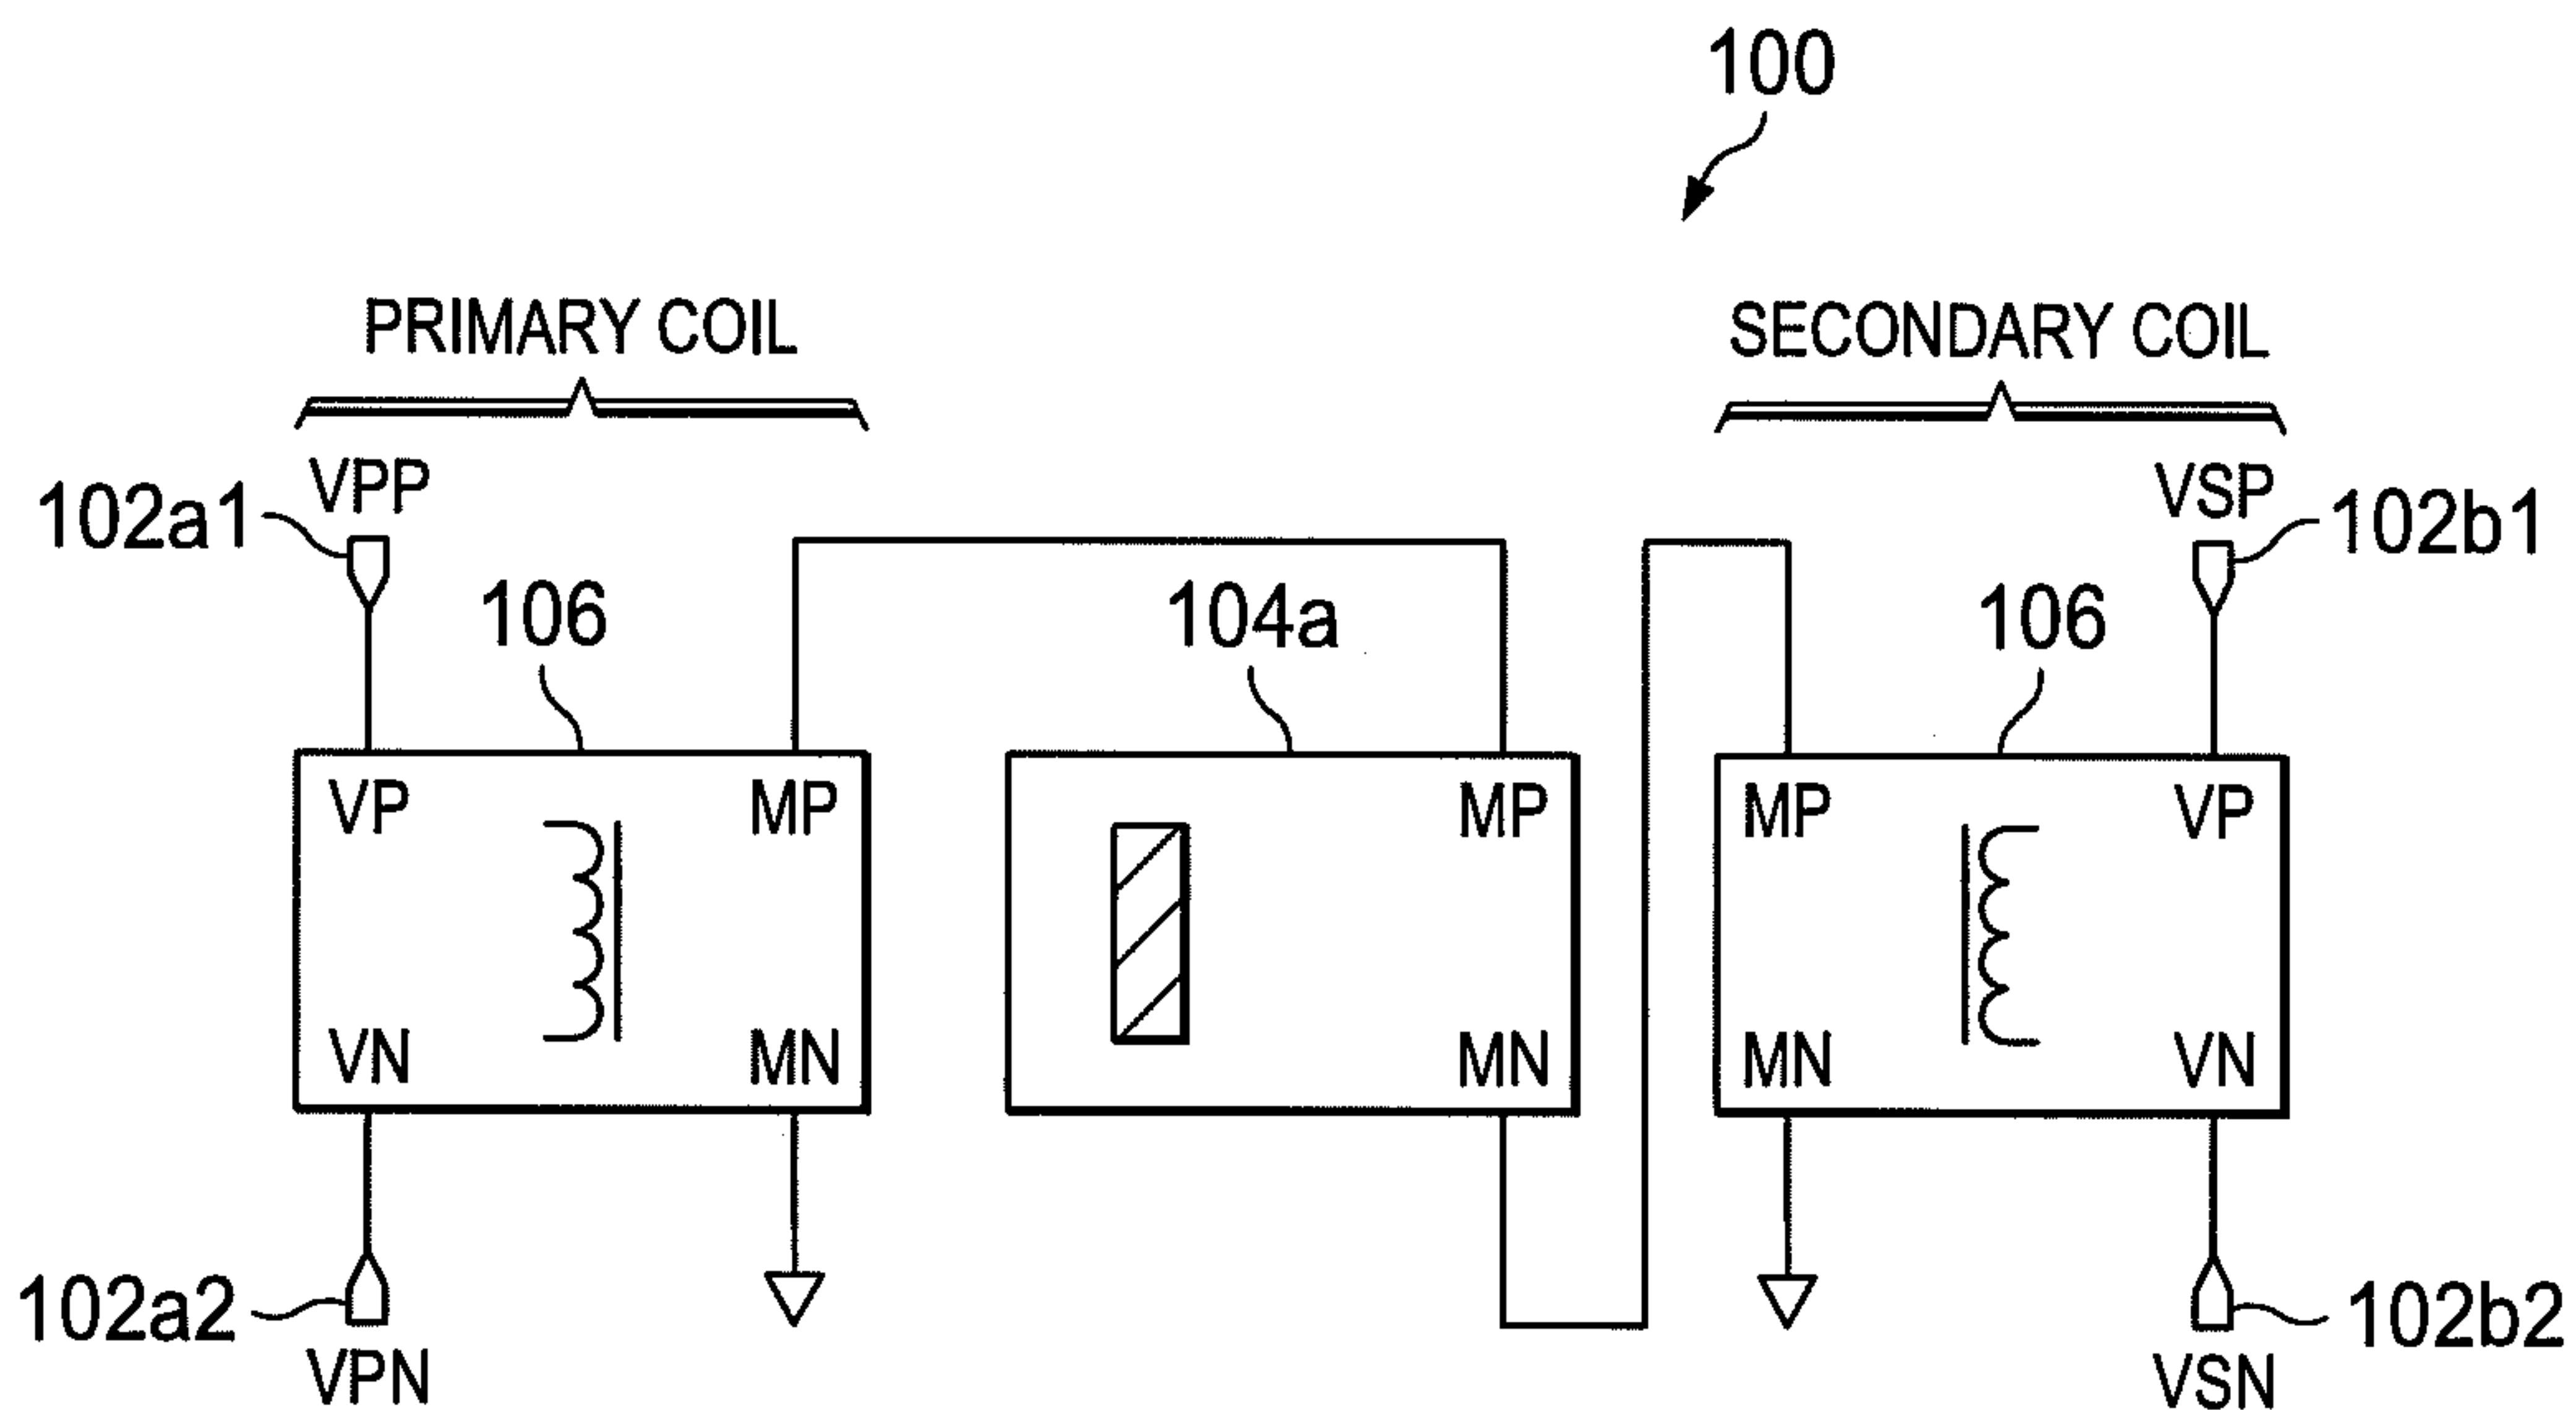 100
PRIMARY COIL
SECONDARY COIL
VPP
VSP
102a1
102b1
106
104a
106
VP
MP
MP
MP
VP
VN
MN
MN
MN
VN
102a2
102b2
VPN
VSN